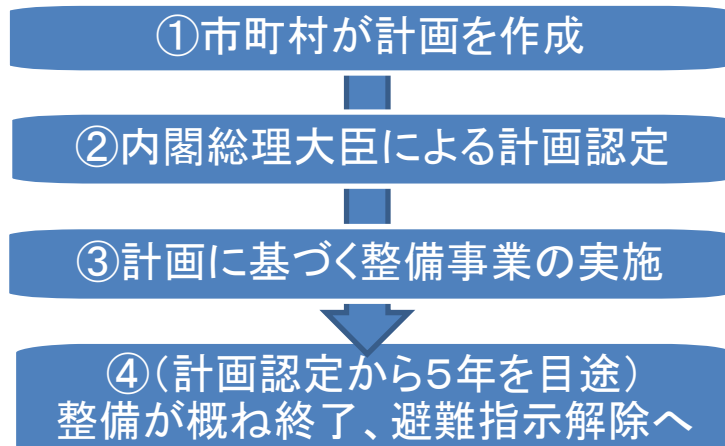 ①市町村が計画を作成
②内閣総理大臣による計画認定
③計画に基づく整備事業の実施
④(計画認定から５年を目途)
整備が概ね終了、避難指示解除へ